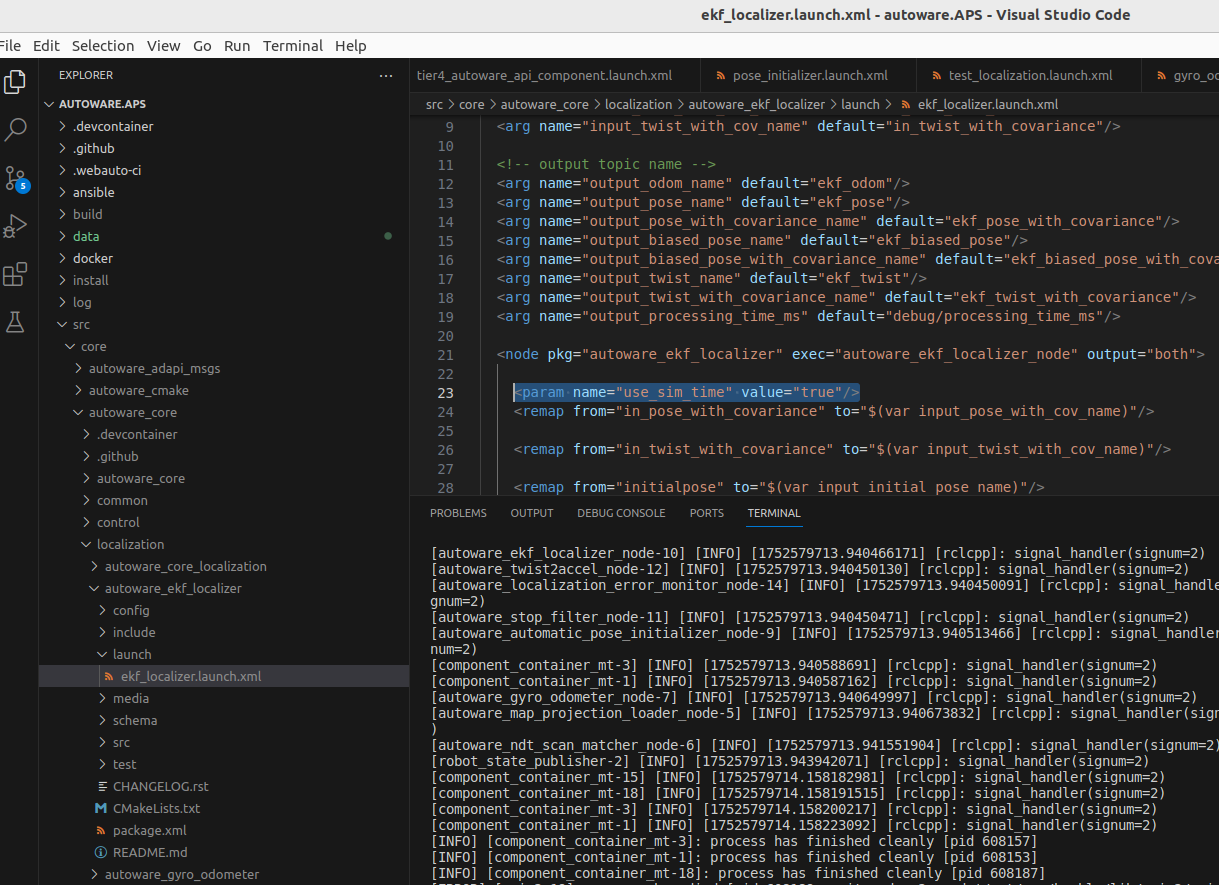 ekf_localizer.launch.xml - autoware.APS - Visual Studio Code
File Edit Selection View Go Run Terminal Help
EXPLORER ···
AUTOWARE.APS
.devcontainer
.github
.webauto-ci
ansible
build
data
docker
install
log
src
core
autoware_adapi_msgs
autoware_cmake
autoware_core
.devcontainer
.github
autoware_core
common
control
localization
autoware_core_localization
autoware_ekf_localizer
config
include
launch
ekf_localizer.launch.xml
media
schema
src
test
CHANGELOG.rst
CMakeLists.txt
package.xml
README.md
autoware_gyro_odometer
5
tier4_autoware_api_component.launch.xml pose_initializer.launch.xml test_localization.launch.xml gyro_oc
src > core > autoware_core > localization > autoware_ekf_localizer > launch > ekf_localizer.launch.xml
9 <arg name="input_twist_with_cov_name" default="in_twist_with_covariance"/>
10
11 <!-- output topic name -->
12 <arg name="output_odom_name" default="ekf_odom"/>
13 <arg name="output_pose_name" default="ekf_pose"/>
14 <arg name="output_pose_with_covariance_name" default="ekf_pose_with_covariance"/>
15 <arg name="output_biased_pose_name" default="ekf_biased_pose"/>
16 <arg name="output_biased_pose_with_covariance_name" default="ekf_biased_pose_with_cova
17 <arg name="output_twist_name" default="ekf_twist"/>
18 <arg name="output_twist_with_covariance_name" default="ekf_twist_with_covariance"/>
19 <arg name="output_processing_time_ms" default="debug/processing_time_ms"/>
20
21 <node pkg="autoware_ekf_localizer" exec="autoware_ekf_localizer_node" output="both">
22
23 <param name="use_sim_time" value="true"/>
24 <remap from="in_pose_with_covariance" to="$(var input_pose_with_cov_name)"/>
25
26 <remap from="in_twist_with_covariance" to="$(var input_twist_with_cov_name)"/>
27
28 <remap from="initialpose" to="$(var input_initial_pose_name)"/>
PROBLEMS OUTPUT DEBUG CONSOLE PORTS TERMINAL
[autoware_ekf_localizer_node-10] [INFO] [1752579713.940466171] [rclcpp]: signal_handler(signum=2)
[autoware_twist2accel_node-12] [INFO] [1752579713.940450130] [rclcpp]: signal_handler(signum=2)
[autoware_localization_error_monitor_node-14] [INFO] [1752579713.940450091] [rclcpp]: signal_handle
gnum=2)
[autoware_stop_filter_node-11] [INFO] [1752579713.940450471] [rclcpp]: signal_handler(signum=2)
[autoware_automatic_pose_initializer_node-9] [INFO] [1752579713.940513466] [rclcpp]: signal_handler
num=2)
[component_container_mt-3] [INFO] [1752579713.940588691] [rclcpp]: signal_handler(signum=2)
[component_container_mt-1] [INFO] [1752579713.940587162] [rclcpp]: signal_handler(signum=2)
[autoware_gyro_odometer_node-7] [INFO] [1752579713.940649997] [rclcpp]: signal_handler(signum=2)
[autoware_map_projection_loader_node-5] [INFO] [1752579713.940673832] [rclcpp]: signal_handler(sign
)
[autoware_ndt_scan_matcher_node-6] [INFO] [1752579713.941551904] [rclcpp]: signal_handler(signum=2)
[robot_state_publisher-2] [INFO] [1752579713.943942071] [rclcpp]: signal_handler(signum=2)
[component_container_mt-15] [INFO] [1752579714.158182981] [rclcpp]: signal_handler(signum=2)
[component_container_mt-18] [INFO] [1752579714.158191515] [rclcpp]: signal_handler(signum=2)
[component_container_mt-3] [INFO] [1752579714.158200217] [rclcpp]: signal_handler(signum=2)
[component_container_mt-1] [INFO] [1752579714.158223092] [rclcpp]: signal_handler(signum=2)
[INFO] [component_container_mt-3]: process has finished cleanly [pid 608157]
[INFO] [component_container_mt-1]: process has finished cleanly [pid 608153]
[INFO] [component_container_mt-18]: process has finished cleanly [pid 608187]